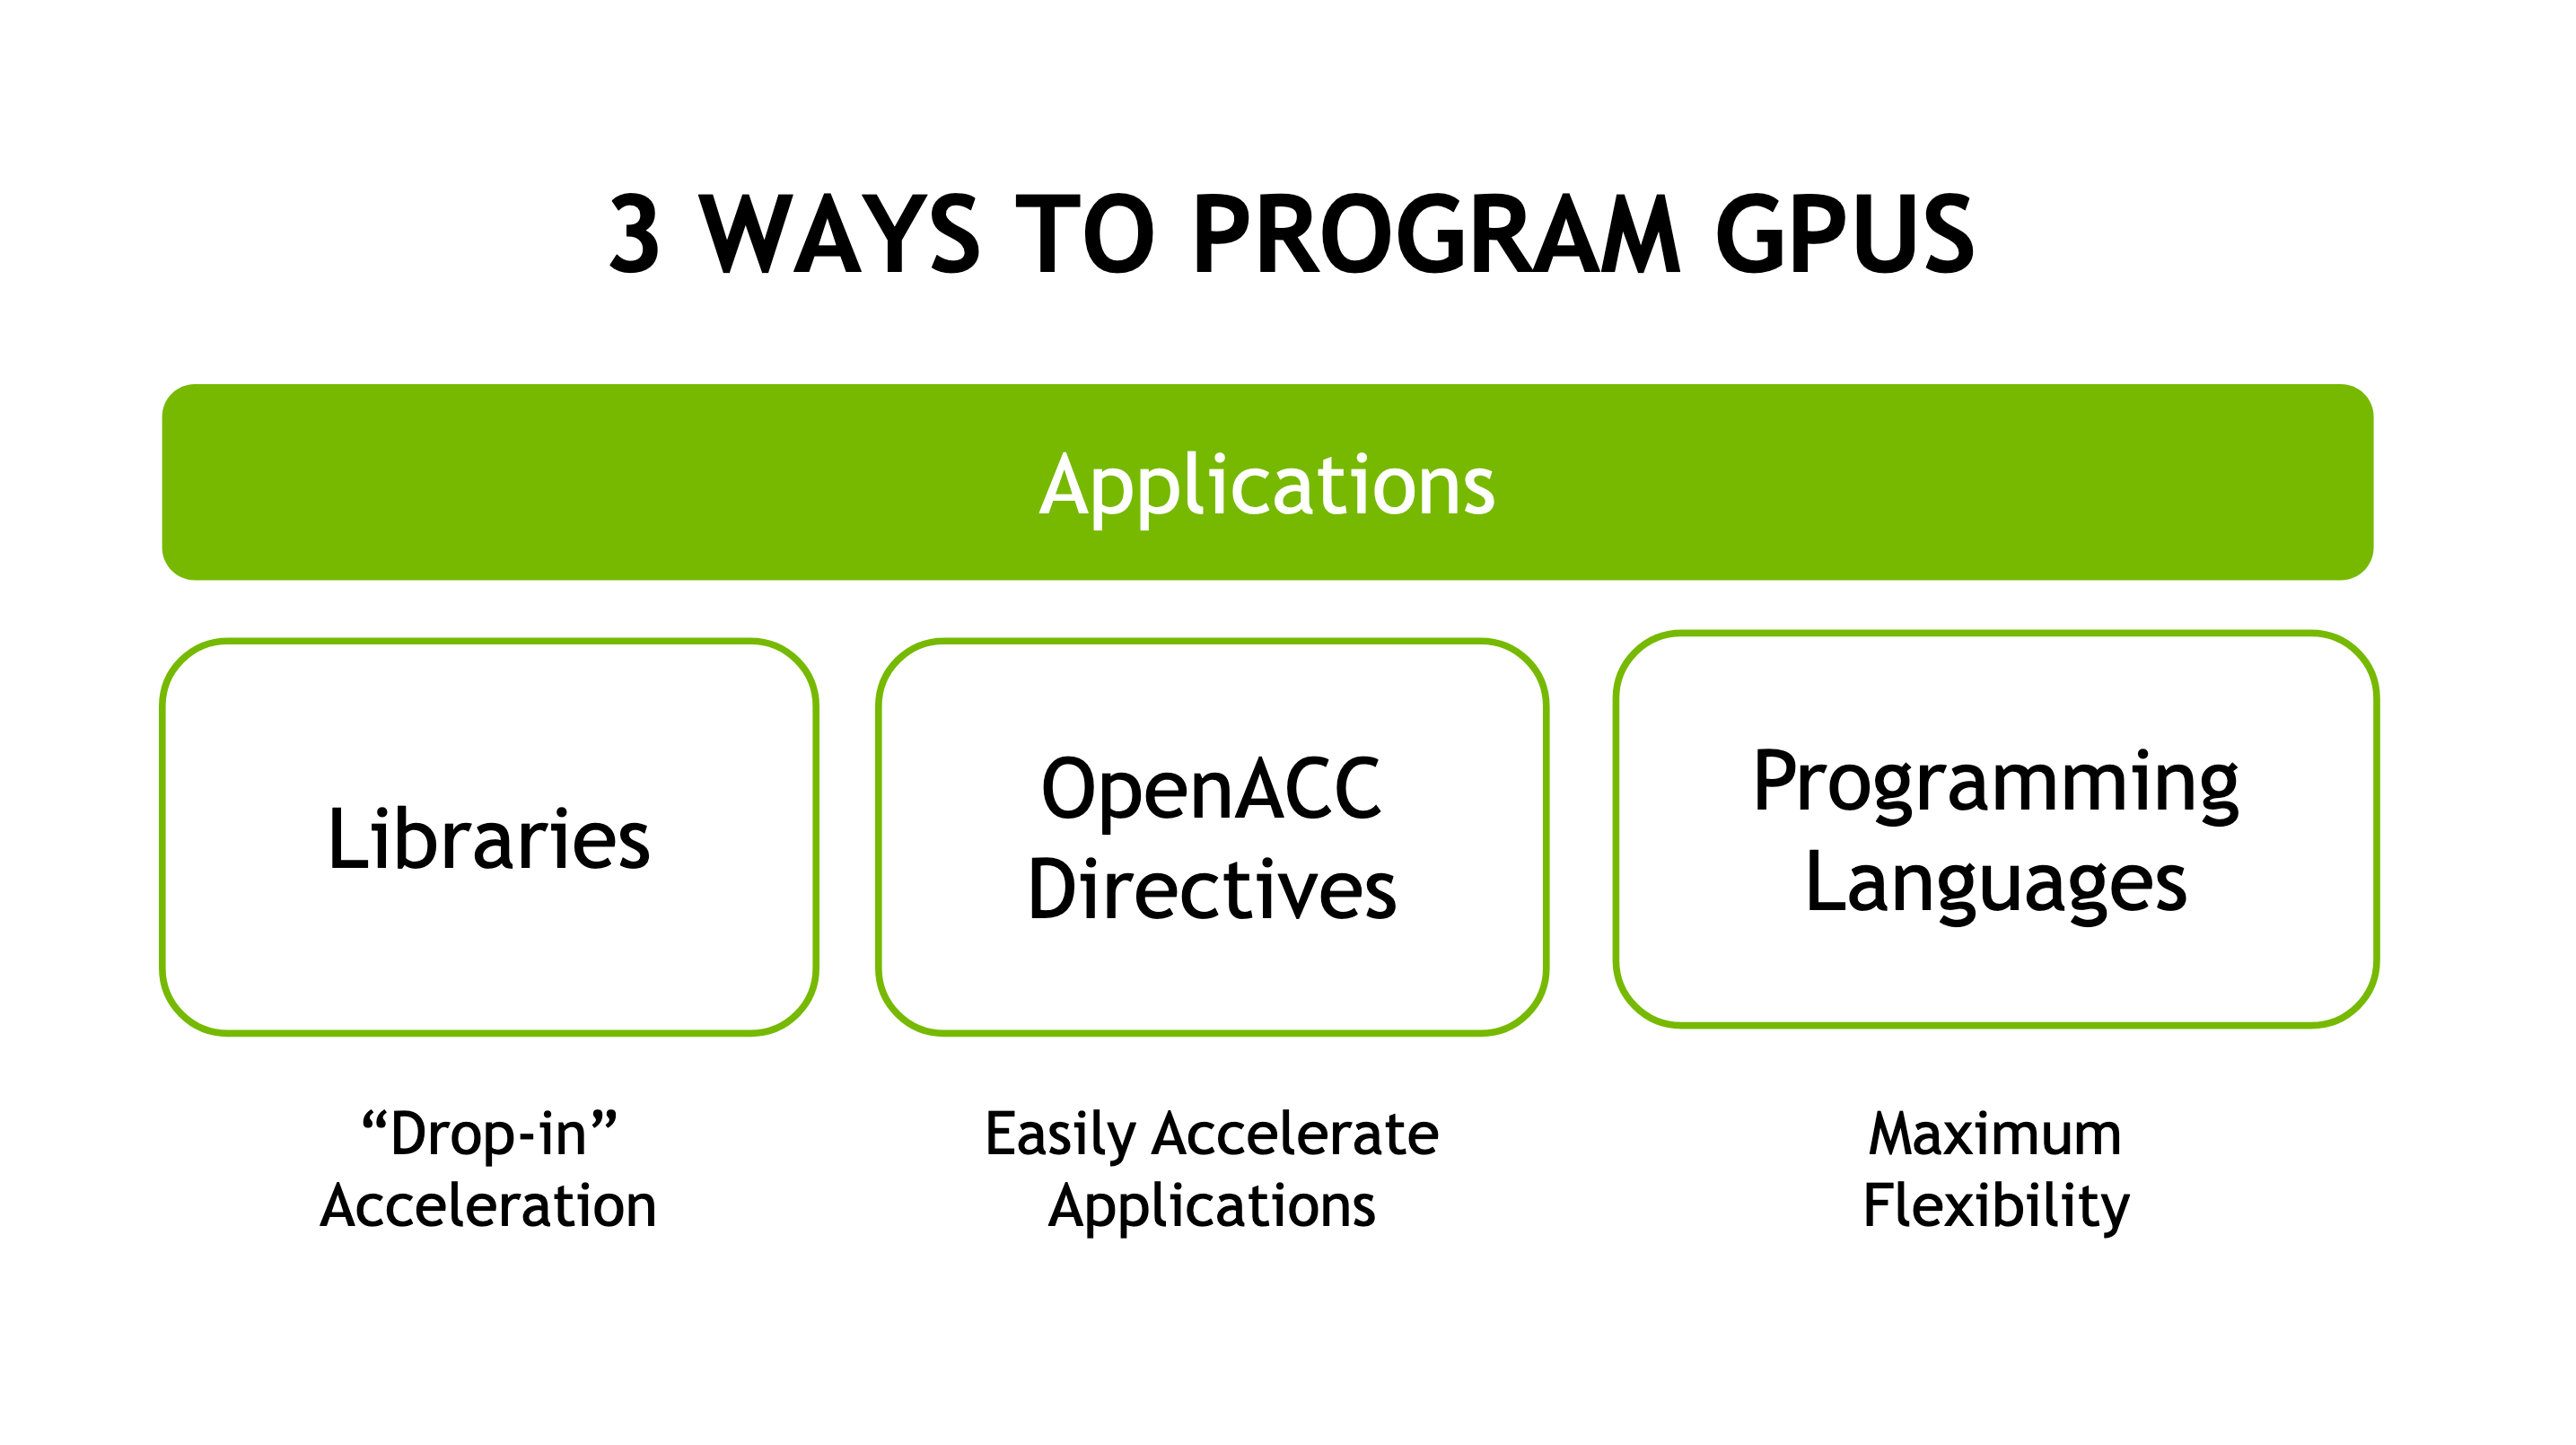 3 WAYS TO PROGRAM GPUS
Applications
Libraries
OpenACC
Directives
Programming
Languages
“Drop-in”
Acceleration
Easily Accelerate
Applications
Maximum
Flexibility